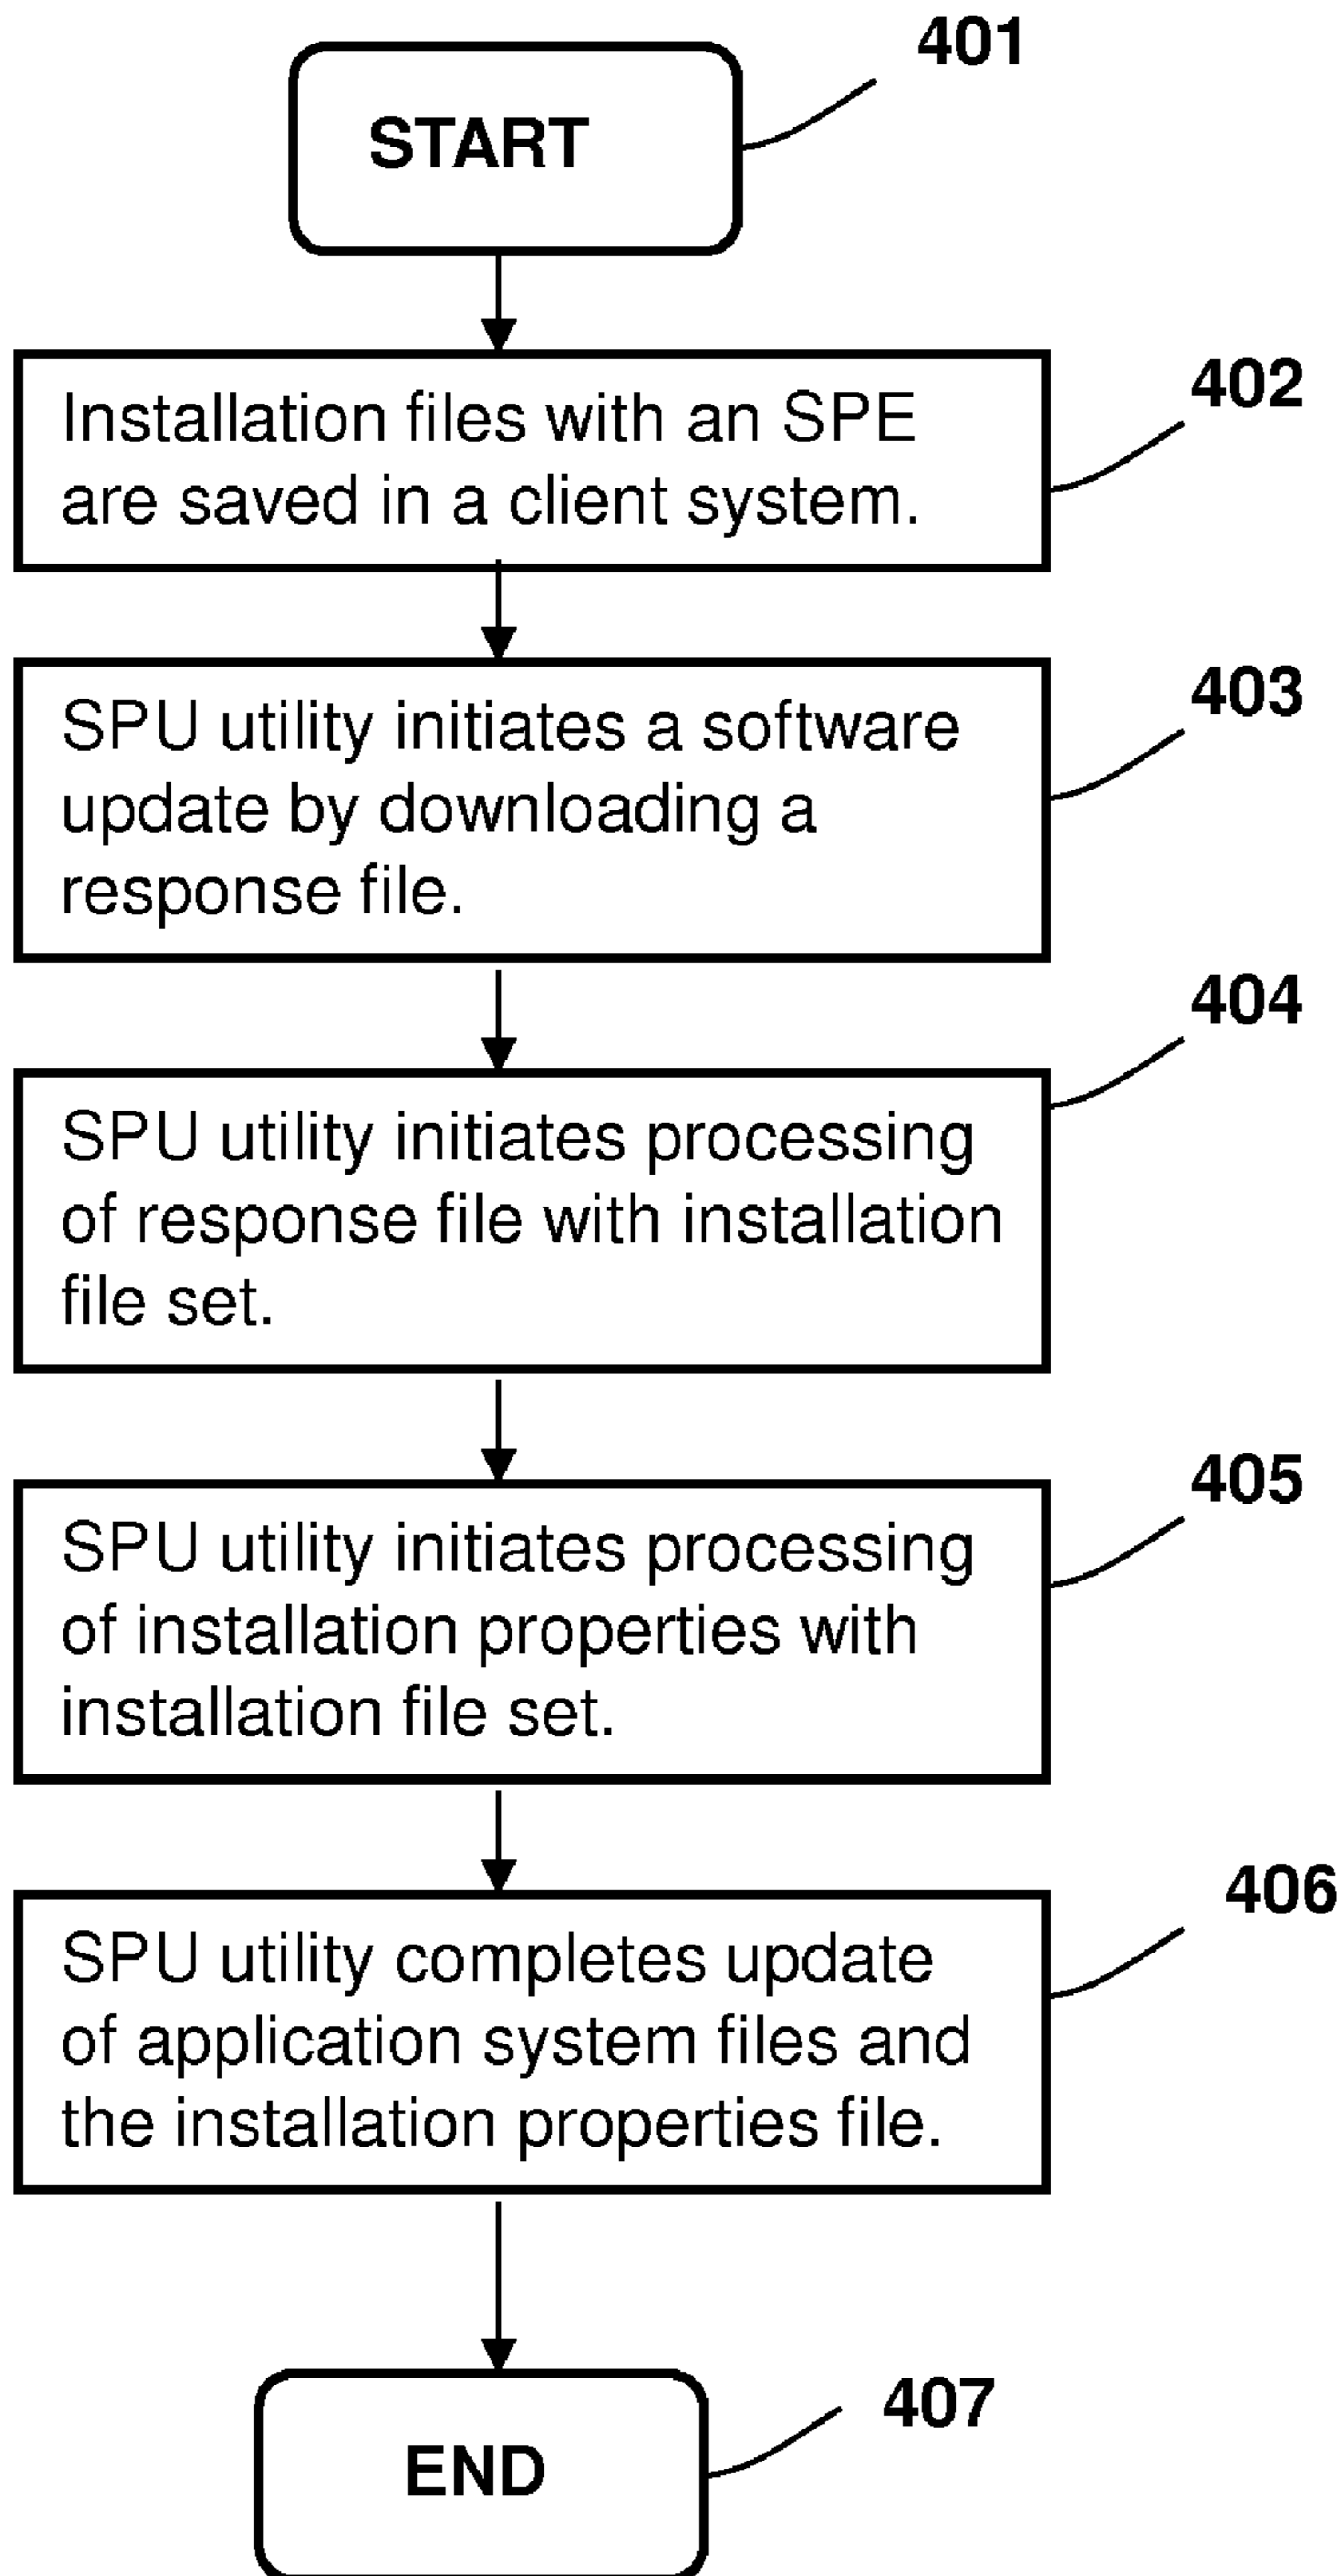 401
START
402
Installation files with an SPE
are saved in a client system.
403
SPU utility initiates a software
update by downloading a
response file.
404
SPU utility initiates processing
of response file with installation
file set.
405
SPU utility initiates processing
of installation properties with
installation file set.
406
SPU utility completes update
of application system files and
the installation properties file.
407
END